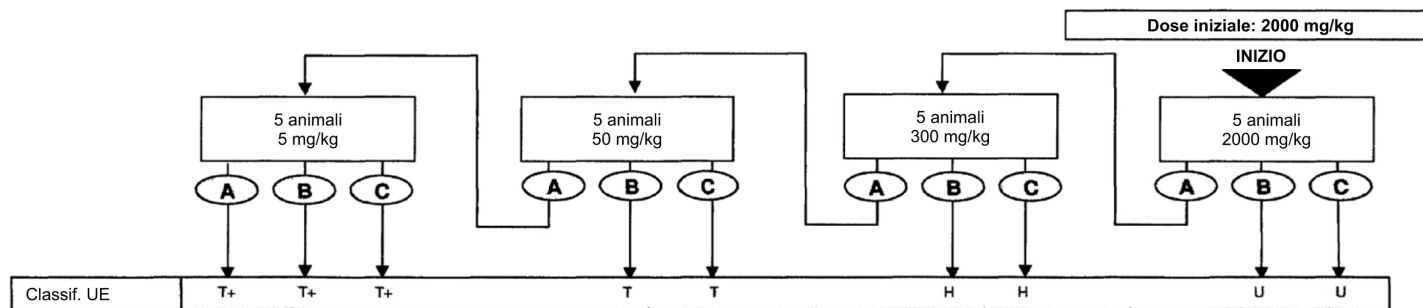 Dose iniziale: 2000 mg/kg
INIZIO
5 animali
5 mg/kg
5 animali
50 mg/kg
5 animali
300 mg/kg
5 animali
2000 mg/kg
A B C A B C A B C A B C
Classif. UE T+ T+ T+ T T H H U U